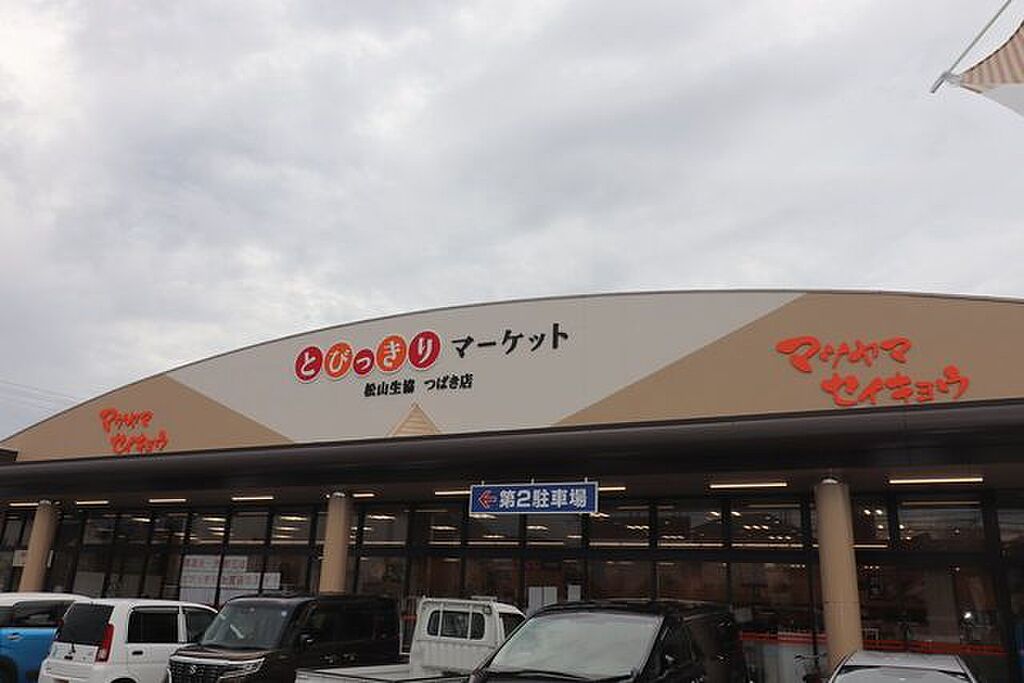 とびっきり マーケット
松山生協 つばき店
マツヤマ
セイキョウ
マツヤマ
セイキョウ
第2駐車場